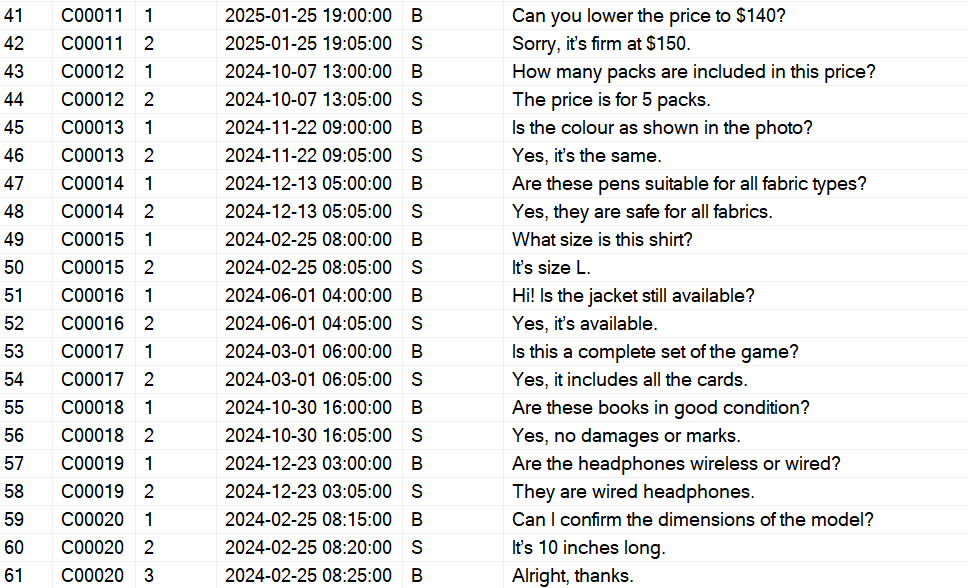 41 C00011 1 2025-01-25 19:00:00 B Can you lower the price to $140?
42 C00011 2 2025-01-25 19:05:00 S Sorry, it's firm at $150.
43 C00012 1 2024-10-07 13:00:00 B How many packs are included in this price?
44 C00012 2 2024-10-07 13:05:00 S The price is for 5 packs.
45 C00013 1 2024-11-22 09:00:00 B Is the colour as shown in the photo?
46 C00013 2 2024-11-22 09:05:00 S Yes, it's the same.
47 C00014 1 2024-12-13 05:00:00 B Are these pens suitable for all fabric types?
48 C00014 2 2024-12-13 05:05:00 S Yes, they are safe for all fabrics.
49 C00015 1 2024-02-25 08:00:00 B What size is this shirt?
50 C00015 2 2024-02-25 08:05:00 S It's size L.
51 C00016 1 2024-06-01 04:00:00 B Hi! Is the jacket still available?
52 C00016 2 2024-06-01 04:05:00 S Yes, it's available.
53 C00017 1 2024-03-01 06:00:00 B Is this a complete set of the game?
54 C00017 2 2024-03-01 06:05:00 S Yes, it includes all the cards.
55 C00018 1 2024-10-30 16:00:00 B Are these books in good condition?
56 C00018 2 2024-10-30 16:05:00 S Yes, no damages or marks.
57 C00019 1 2024-12-23 03:00:00 B Are the headphones wireless or wired?
58 C00019 2 2024-12-23 03:05:00 S They are wired headphones.
59 C00020 1 2024-02-25 08:15:00 B Can I confirm the dimensions of the model?
60 C00020 2 2024-02-25 08:20:00 S It's 10 inches long.
61 C00020 3 2024-02-25 08:25:00 B Alright, thanks.